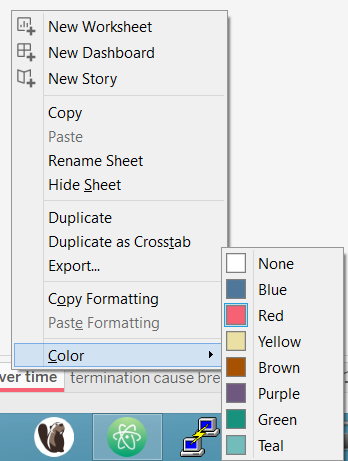 New Worksheet
New Dashboard
New Story
Copy
Paste
Rename Sheet
Hide Sheet
Duplicate
Duplicate as Crosstab
Export...
Copy Formatting
Paste Formatting
Color
None
Blue
Red
Yellow
Brown
Purple
Green
Teal
ver time termination cause bre